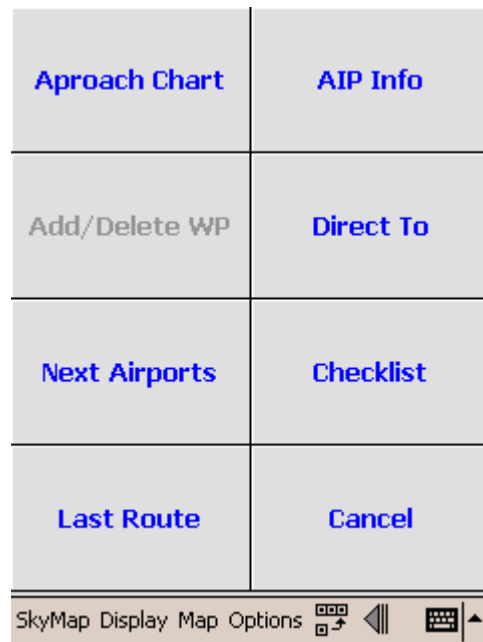 Aproach Chart
AIP Info
Add/Delete WP
Direct To
Next Airports
Checklist
Last Route
Cancel
SkyMap Display Map Options